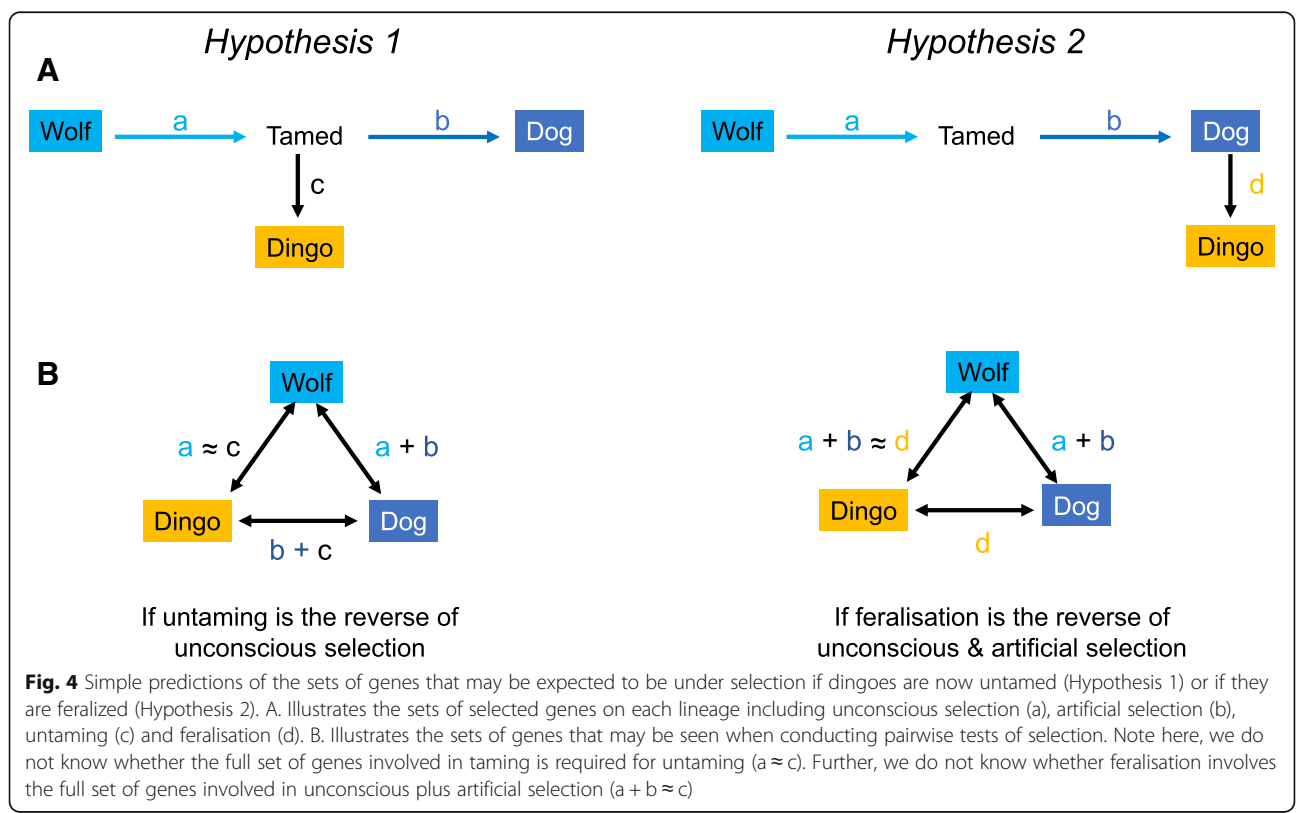 Hypothesis 1
Hypothesis 2
A
Wolf
a
Tamed
b
Dog
c
Dingo
Wolf
a
Tamed
b
Dog
d
Dingo
B
Wolf
a ≈ c
a + b
Dingo
Dog
b + c
If untaming is the reverse of
unconscious selection
Wolf
a + b ≈ d
a + b
Dingo
Dog
d
If feralisation is the reverse of
unconscious & artificial selection
Fig. 4 Simple predictions of the sets of genes that may be expected to be under selection if dingoes are now untamed (Hypothesis 1) or if they
are feralized (Hypothesis 2). A. Illustrates the sets of selected genes on each lineage including unconscious selection (a), artificial selection (b),
untaming (c) and feralisation (d). B. Illustrates the sets of genes that may be seen when conducting pairwise tests of selection. Note here, we do
not know whether the full set of genes involved in taming is required for untaming (a ≈ c). Further, we do not know whether feralisation involves
the full set of genes involved in unconscious plus artificial selection (a + b ≈ c)